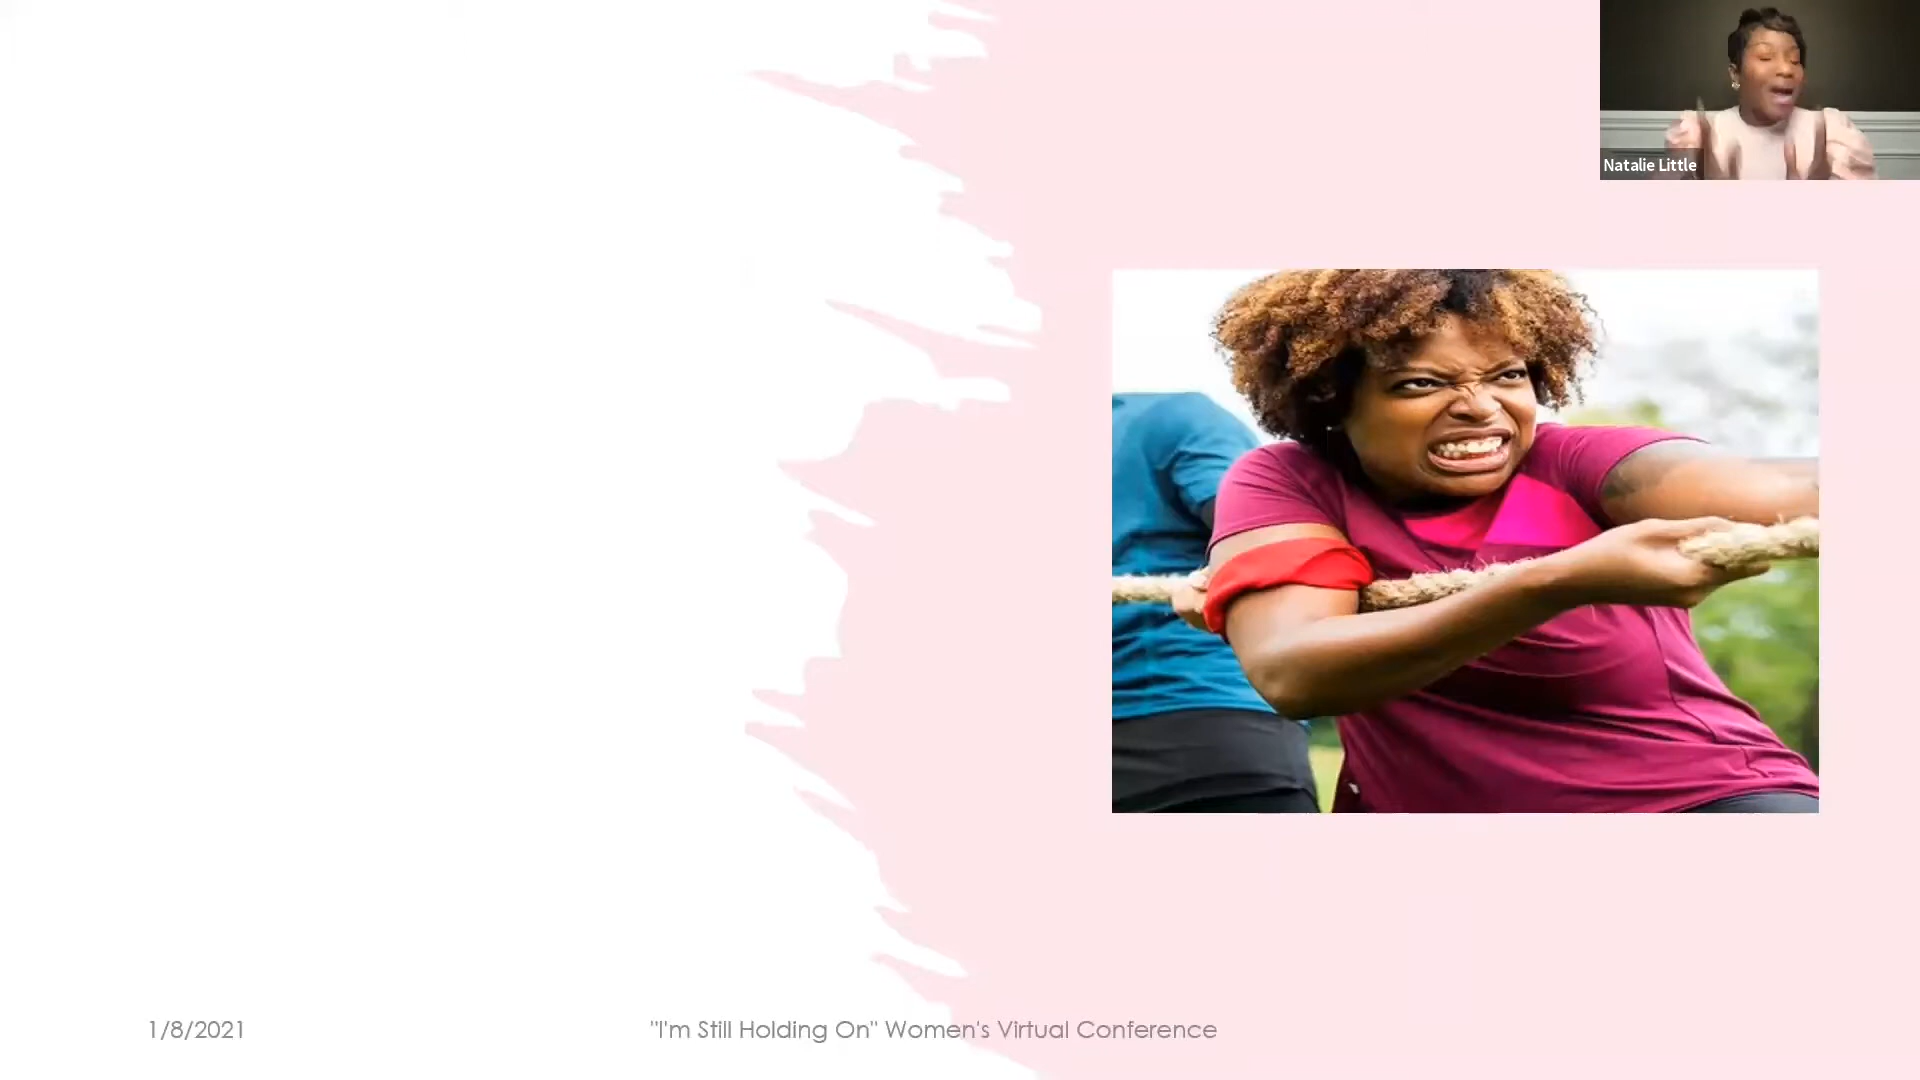 Natalie Little
1/8/2021
"I'm Still Holding On" Women's Virtual Conference